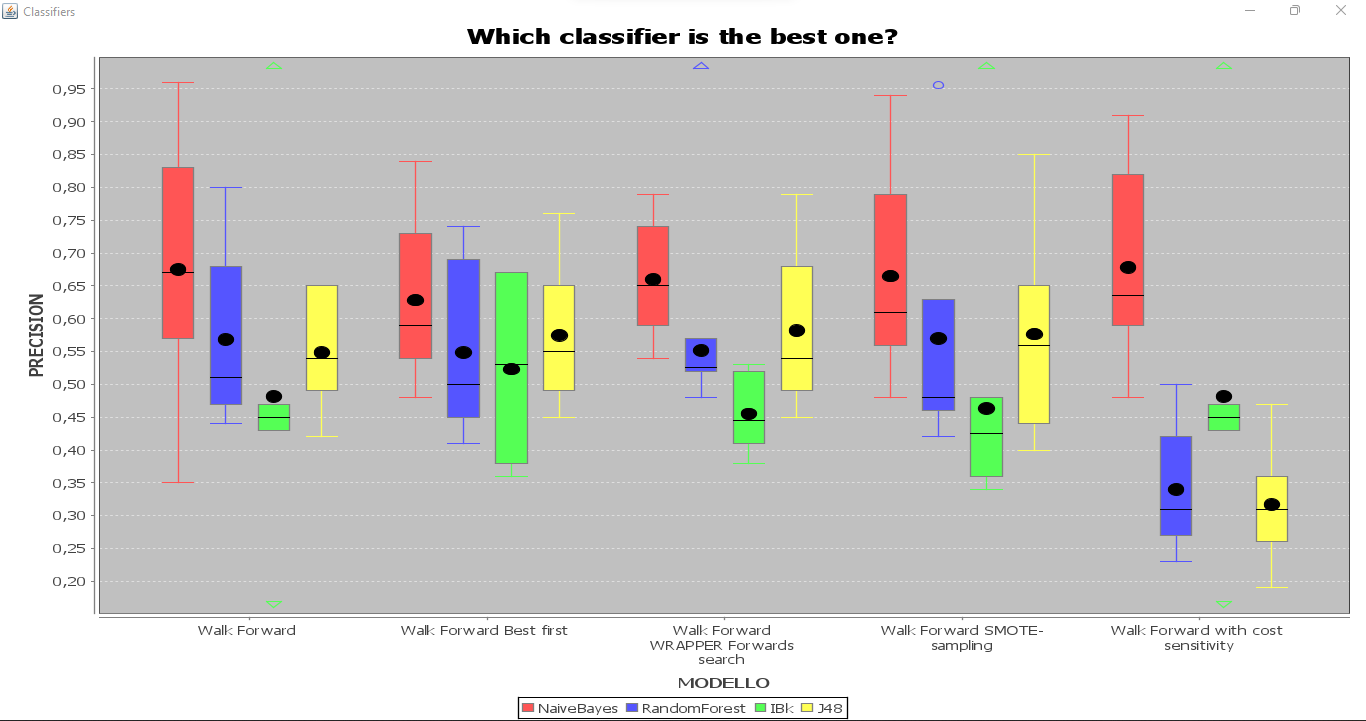 Classifiers
Which classifier is the best one?
PRECISION
0,95
0,90
0,85
0,80
0,75
0,70
0,65
0,60
0,55
0,50
0,45
0,40
0,35
0,30
0,25
0,20
Walk Forward
Walk Forward Best first
Walk Forward
WRAPPER Forwards
search
Walk Forward SMOTE-
sampling
Walk Forward with cost
sensitivity
MODELLO
NaiveBayes RandomForest IBk J48